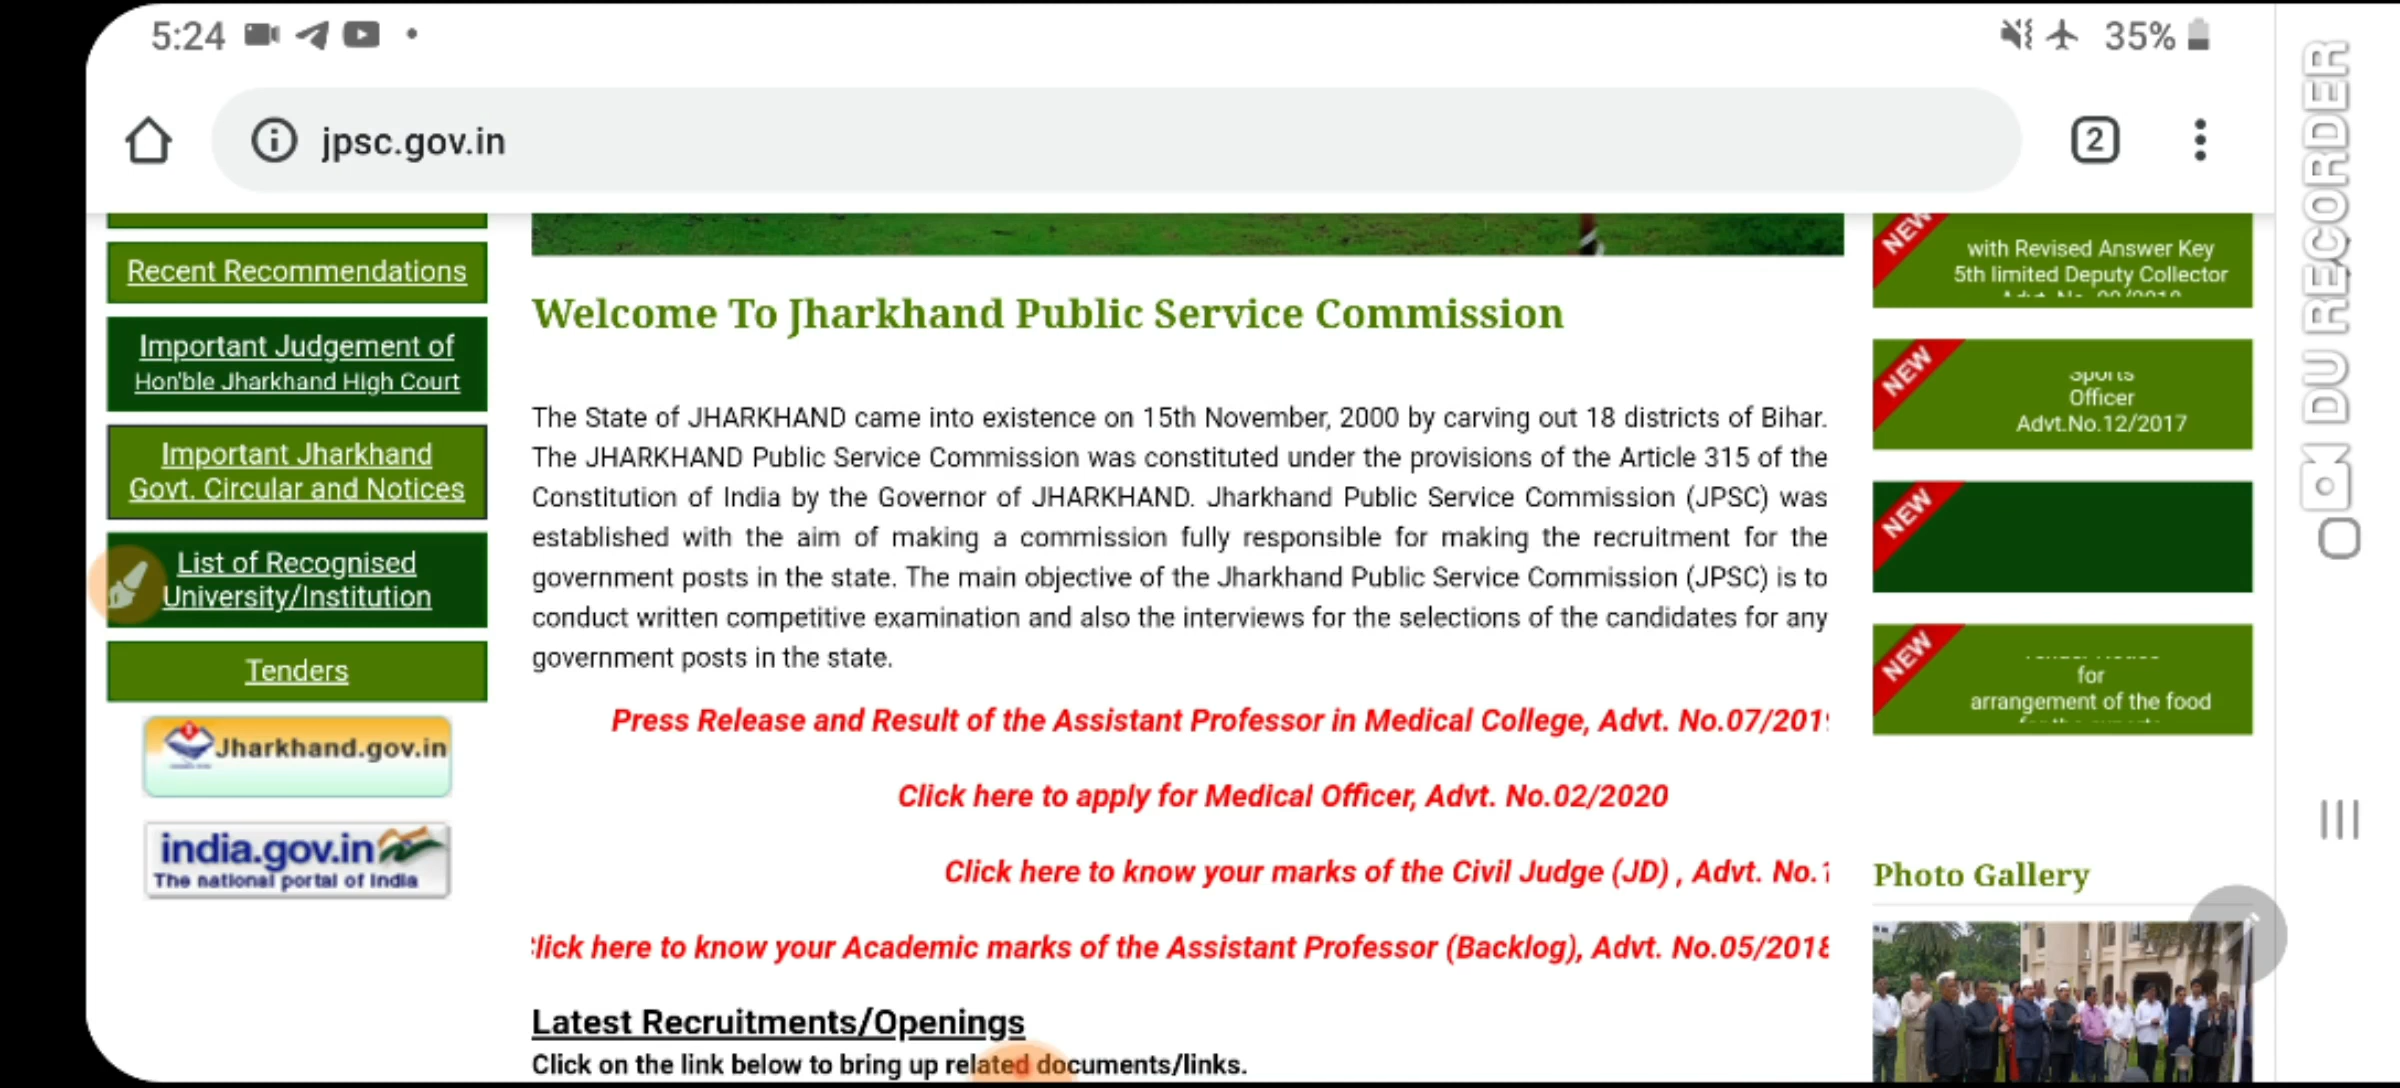 5:24
35%
jpsc.gov.in
2
Recent Recommendations
Important Judgement of
Hon'ble Jharkhand High Court
Important Jharkhand
Govt. Circular and Notices
List of Recognised
University/Institution
Tenders
Jharkhand.gov.in
india.gov.in
The national portal of India
Welcome To Jharkhand Public Service Commission
The State of JHARKHAND came into existence on 15th November, 2000 by carving out 18 districts of Bihar.
The JHARKHAND Public Service Commission was constituted under the provisions of the Article 315 of the
Constitution of India by the Governor of JHARKHAND. Jharkhand Public Service Commission (JPSC) was
established with the aim of making a commission fully responsible for making the recruitment for the
government posts in the state. The main objective of the Jharkhand Public Service Commission (JPSC) is to
conduct written competitive examination and also the interviews for the selections of the candidates for any
government posts in the state.
Press Release and Result of the Assistant Professor in Medical College, Advt. No.07/201
Click here to apply for Medical Officer, Advt. No.02/2020
Click here to know your marks of the Civil Judge (JD) , Advt. No.1
lick here to know your Academic marks of the Assistant Professor (Backlog), Advt. No.05/2018
Latest Recruitments/Openings
Click on the link below to bring up related documents/links.
NEW
with Revised Answer Key
5th limited Deputy Collector
NEW
Sports
Officer
Advt.No.12/2017
NEW
NEW
for
arrangement of the food
Photo Gallery
DU RECORDER